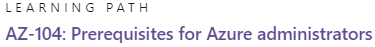 LEARNING PATH
AZ-104: Prerequisites for Azure administrators